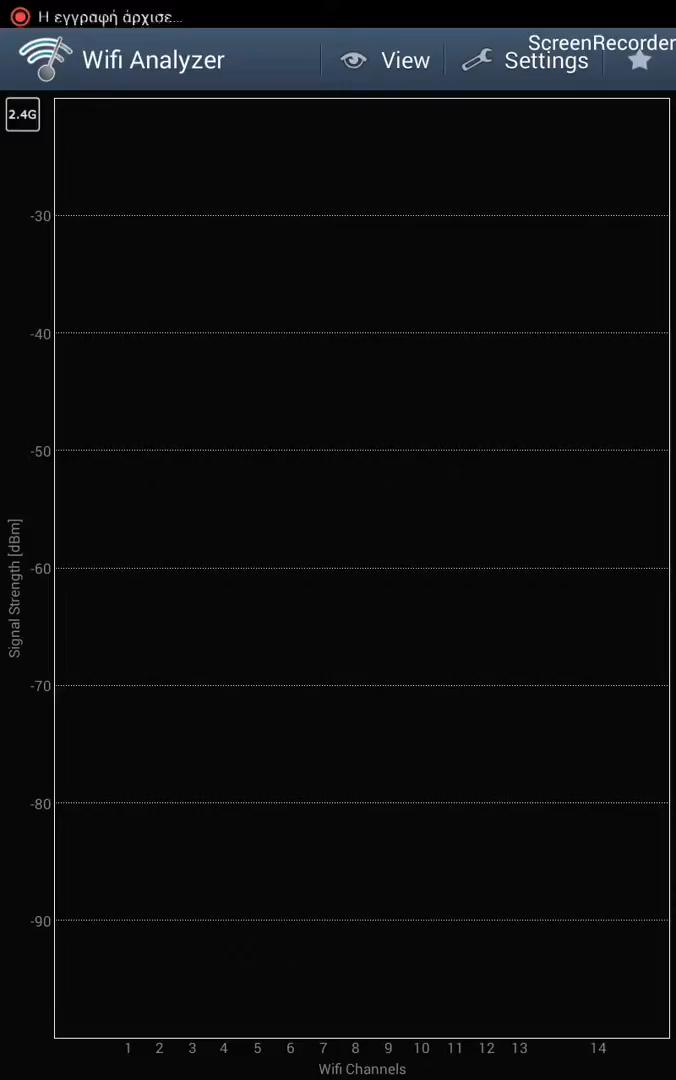 Η εγγραφή άρχισε...
ScreenRecorder
Wifi Analyzer
View
Settings
2.4G
-30
-40
-50
-60
-70
-80
-90
Signal Strength [dBm]
1 2 3 4 5 6 7 8 9 10 11 12 13 14
Wifi Channels